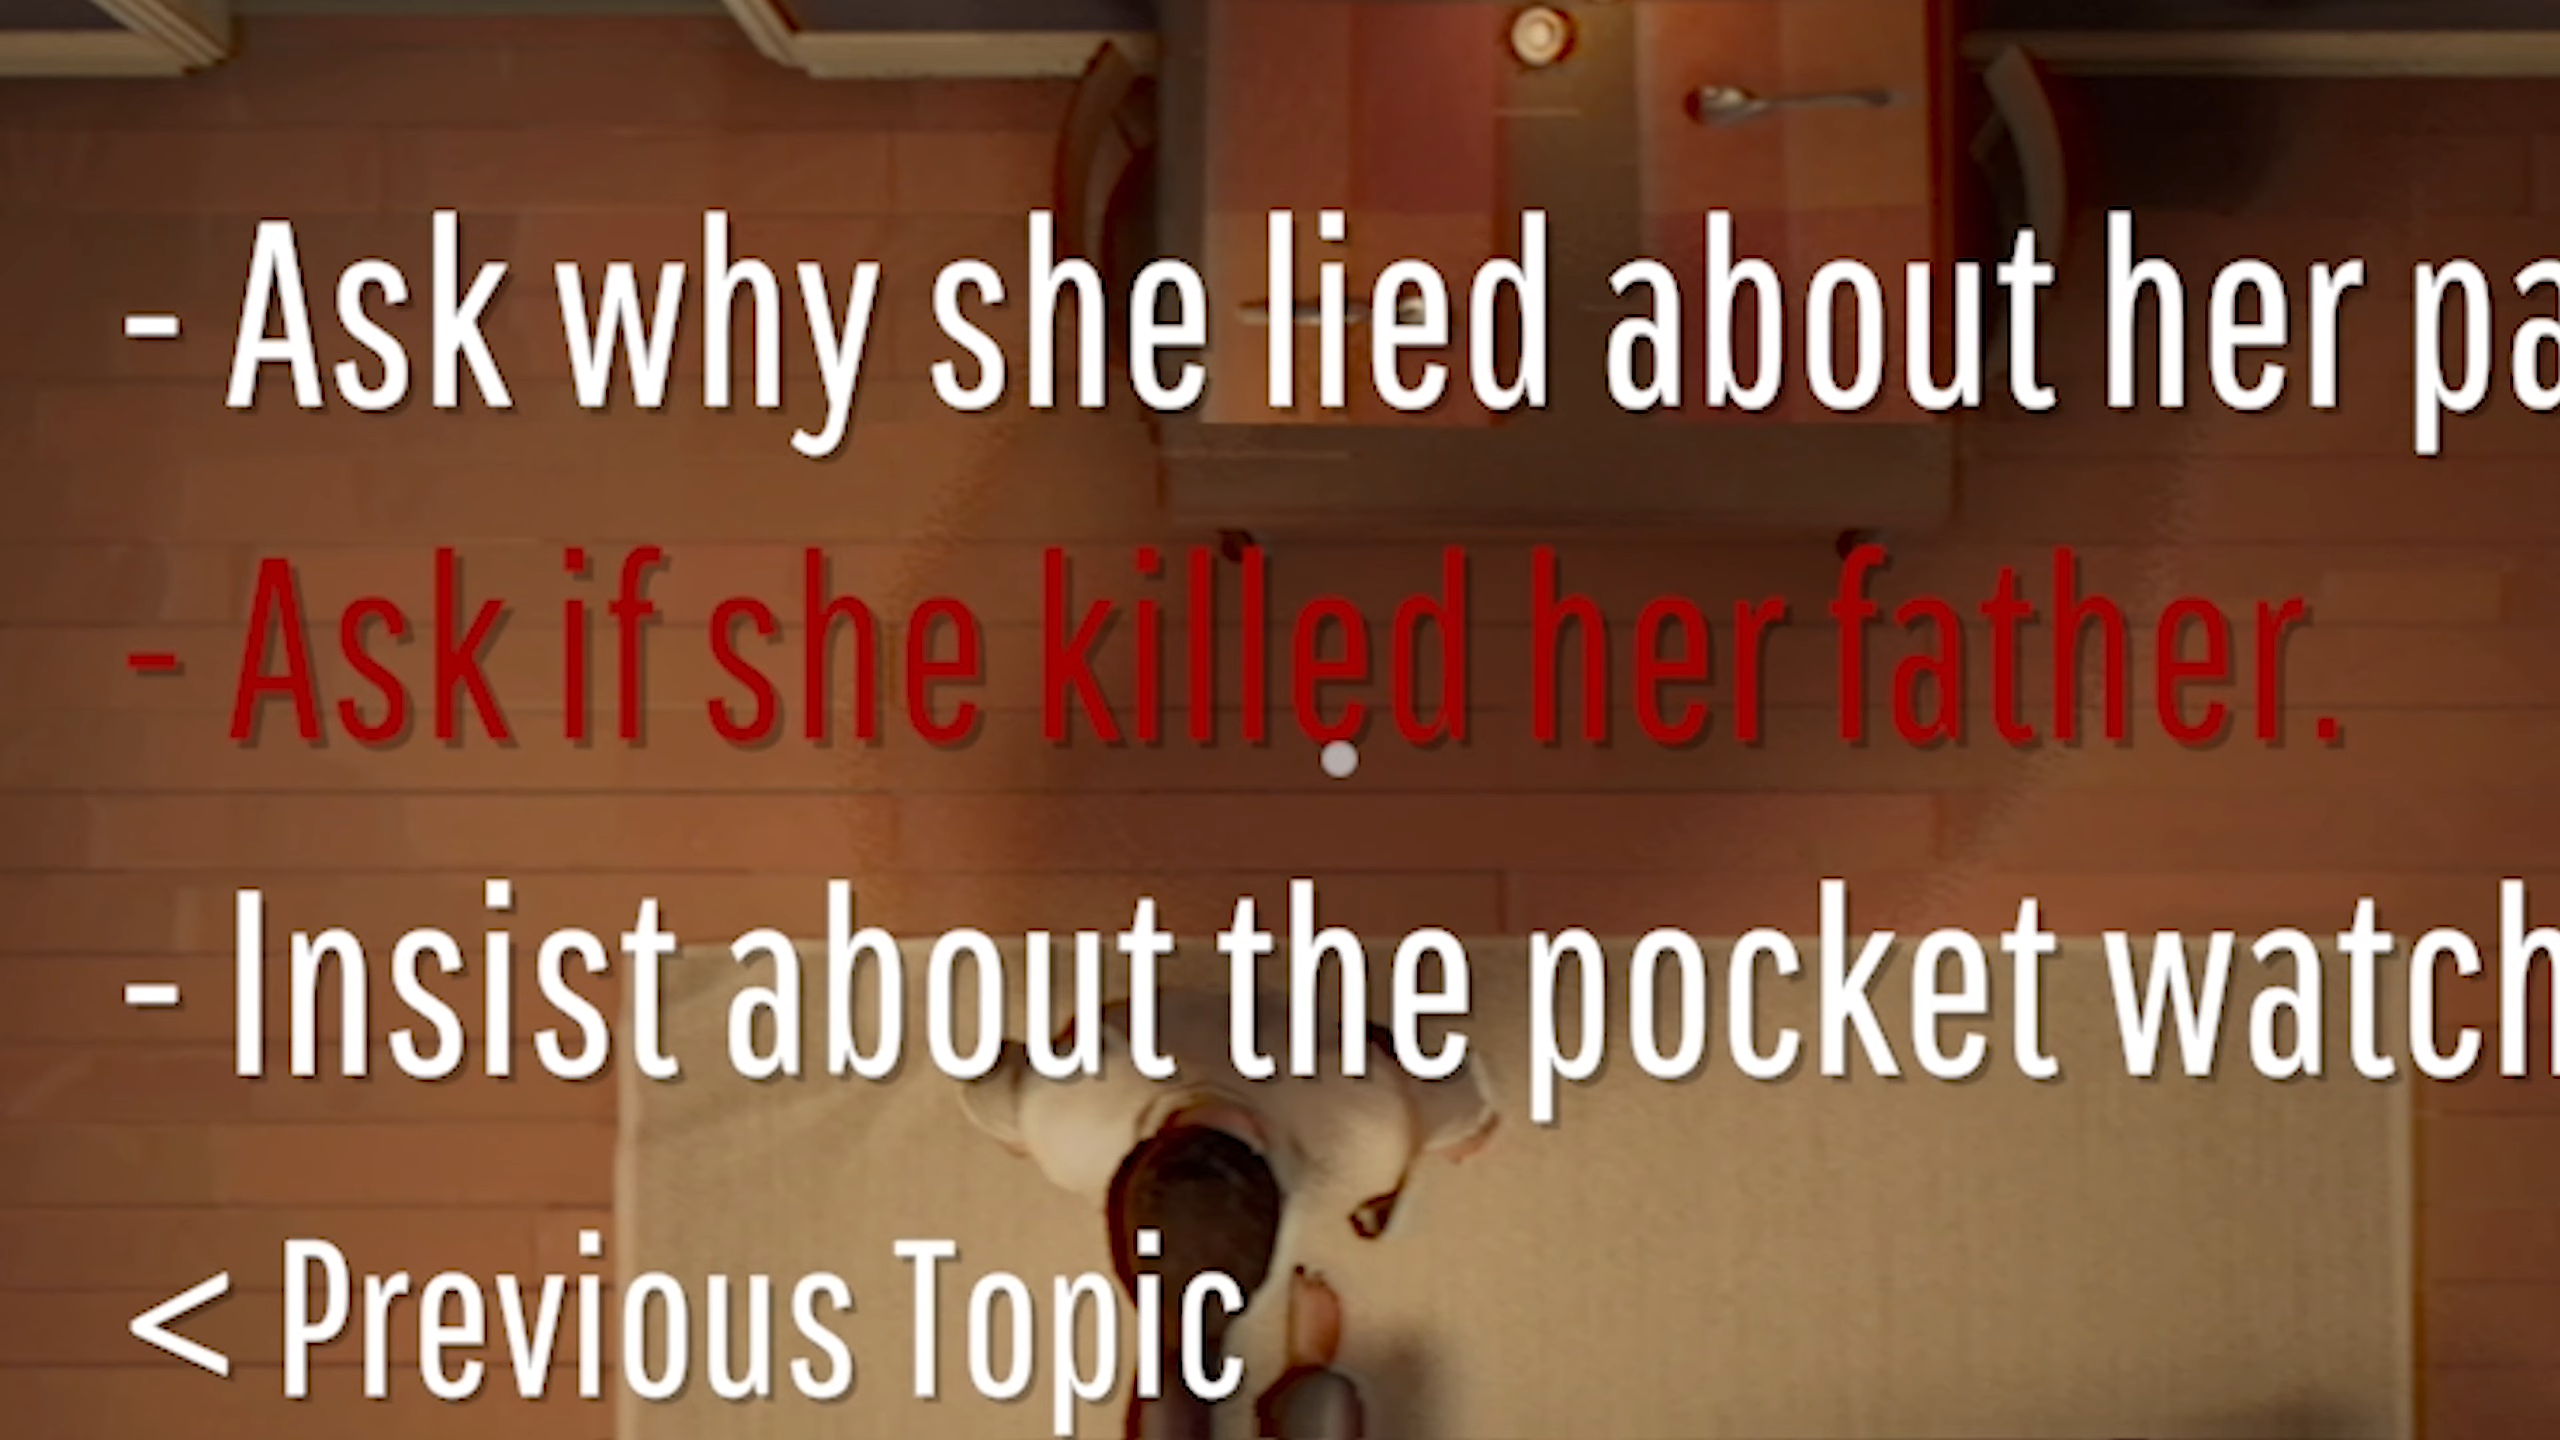 - Ask why she lied about her
- Ask if she killed her father.
- Insist about the pocket watch
< Previous Topic